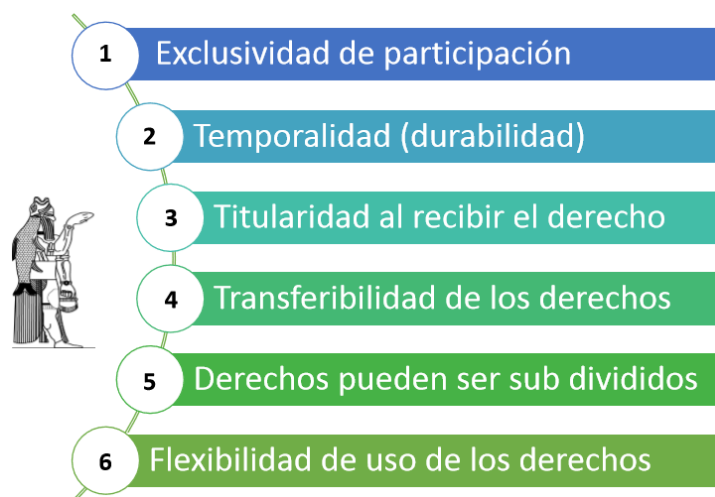 1 Exclusividad de participación
2 Temporalidad (durabilidad)
3 Titularidad al recibir el derecho
4 Transferibilidad de los derechos
5 Derechos pueden ser sub divididos
6 Flexibilidad de uso de los derechos